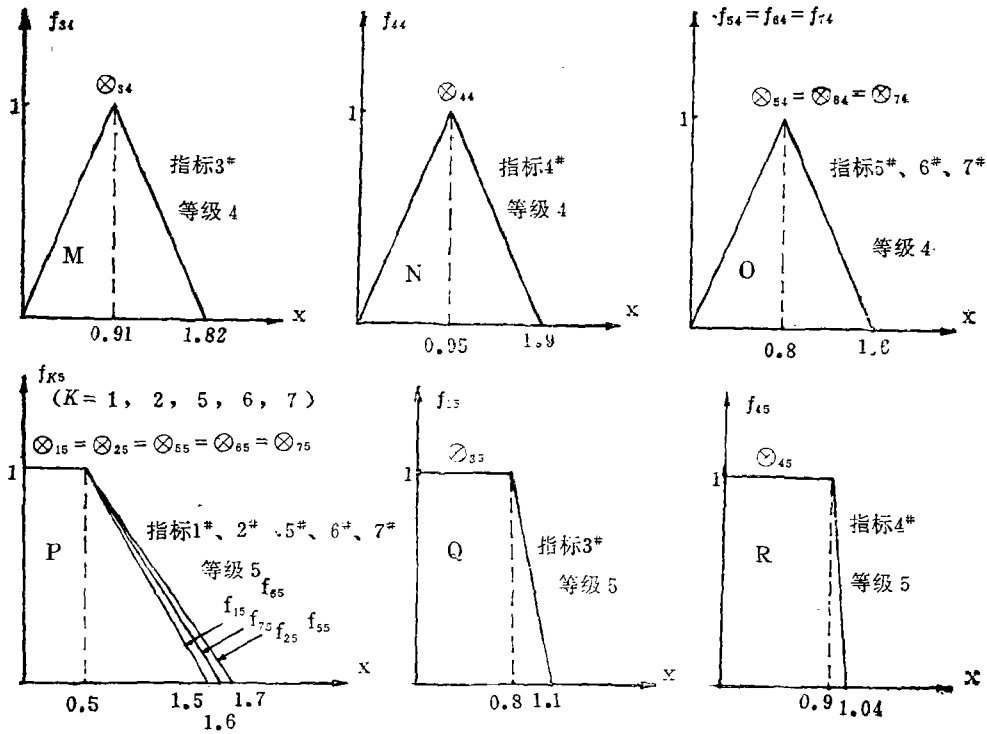 f₃₄
⊗₃₄
1
指标3#
等级 4
M
0.91 1.82 x
f₄₄
⊗₄₄
1
指标4#
等级 4
N
0.95 1.9 x
f₅₄ = f₆₄ = f₇₄
⊗₅₄ = ⊗₆₄ = ⊗₇₄
1
指标5#、6#、7#
等级 4
O
0.8 1.6 x
f_K5
(K = 1, 2, 5, 6, 7)
⊗₁₅ = ⊗₂₅ = ⊗₅₅ = ⊗₆₅ = ⊗₇₅
1
指标1#、2#、5#、6#、7#
P
等级 5
f₆₅
f₁₅ f₇₅ f₂₅ f₅₅
x
0.5 1.5 1.7
1.6
⊗₃₅
1
指标3#
Q
等级 5
x
0.8 1.1
f₄₅
⊗₄₅
1
指标4#
R
等级 5
x
0.9 1.04